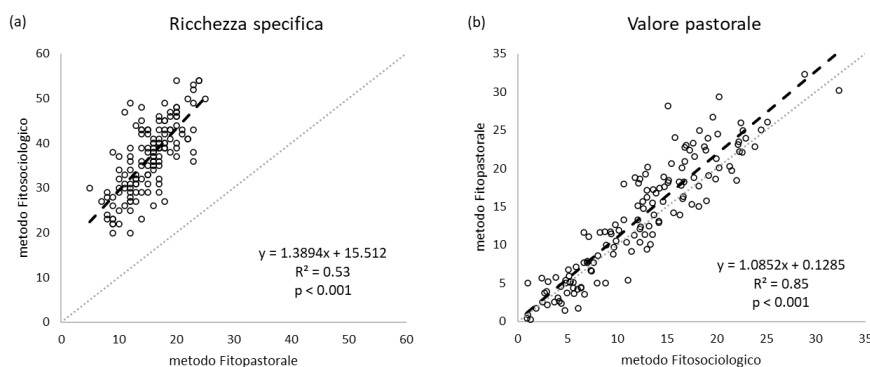 (a)
Ricchezza specifica
60
50
40
30
20
10
0
metodo Fitosociologico
y = 1.3894x + 15.512
R² = 0.53
p < 0.001
0 10 20 30 40 50 60
metodo Fitopastorale
(b)
Valore pastorale
35
30
25
20
15
10
5
0
metodo Fitopastorale
y = 1.0852x + 0.1285
R² = 0.85
p < 0.001
0 5 10 15 20 25 30 35
metodo Fitosociologico